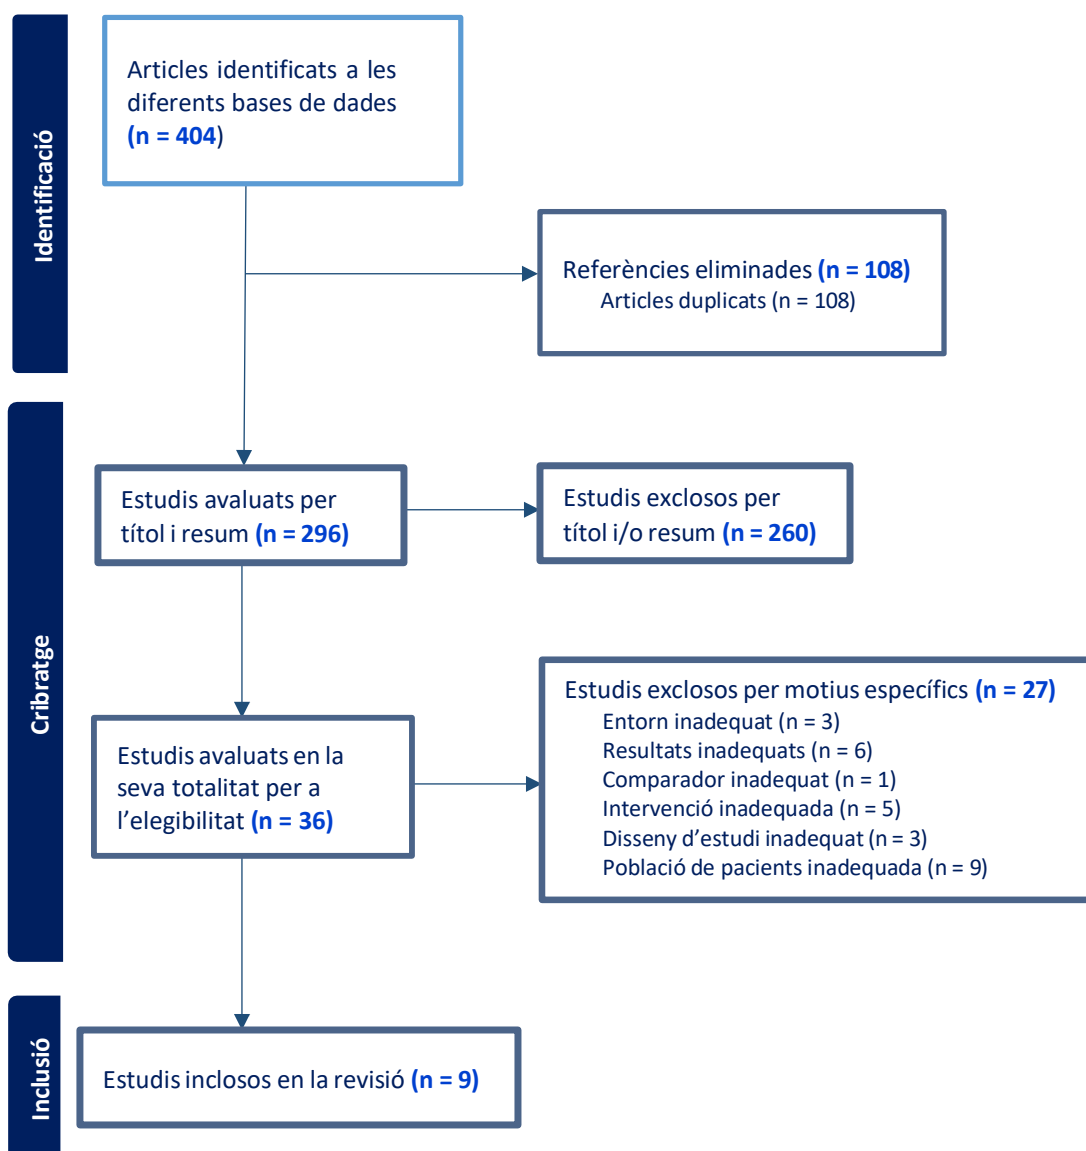 Identificació
Articles identificats a les
diferents bases de dades
(n = 404)
Referències eliminades (n = 108)
Articles duplicats (n = 108)
Cribratge
Estudis avaluats per
títol i resum (n = 296)
Estudis exclosos per
títol i/o resum (n = 260)
Estudis avaluats en la
seva totalitat per a
l’elegibilitat (n = 36)
Estudis exclosos per motius específics (n = 27)
Entorn inadequat (n = 3)
Resultats inadequats (n = 6)
Comparador inadequat (n = 1)
Intervenció inadequada (n = 5)
Disseny d’estudi inadequat (n = 3)
Població de pacients inadequada (n = 9)
Inclusió
Estudis inclosos en la revisió (n = 9)